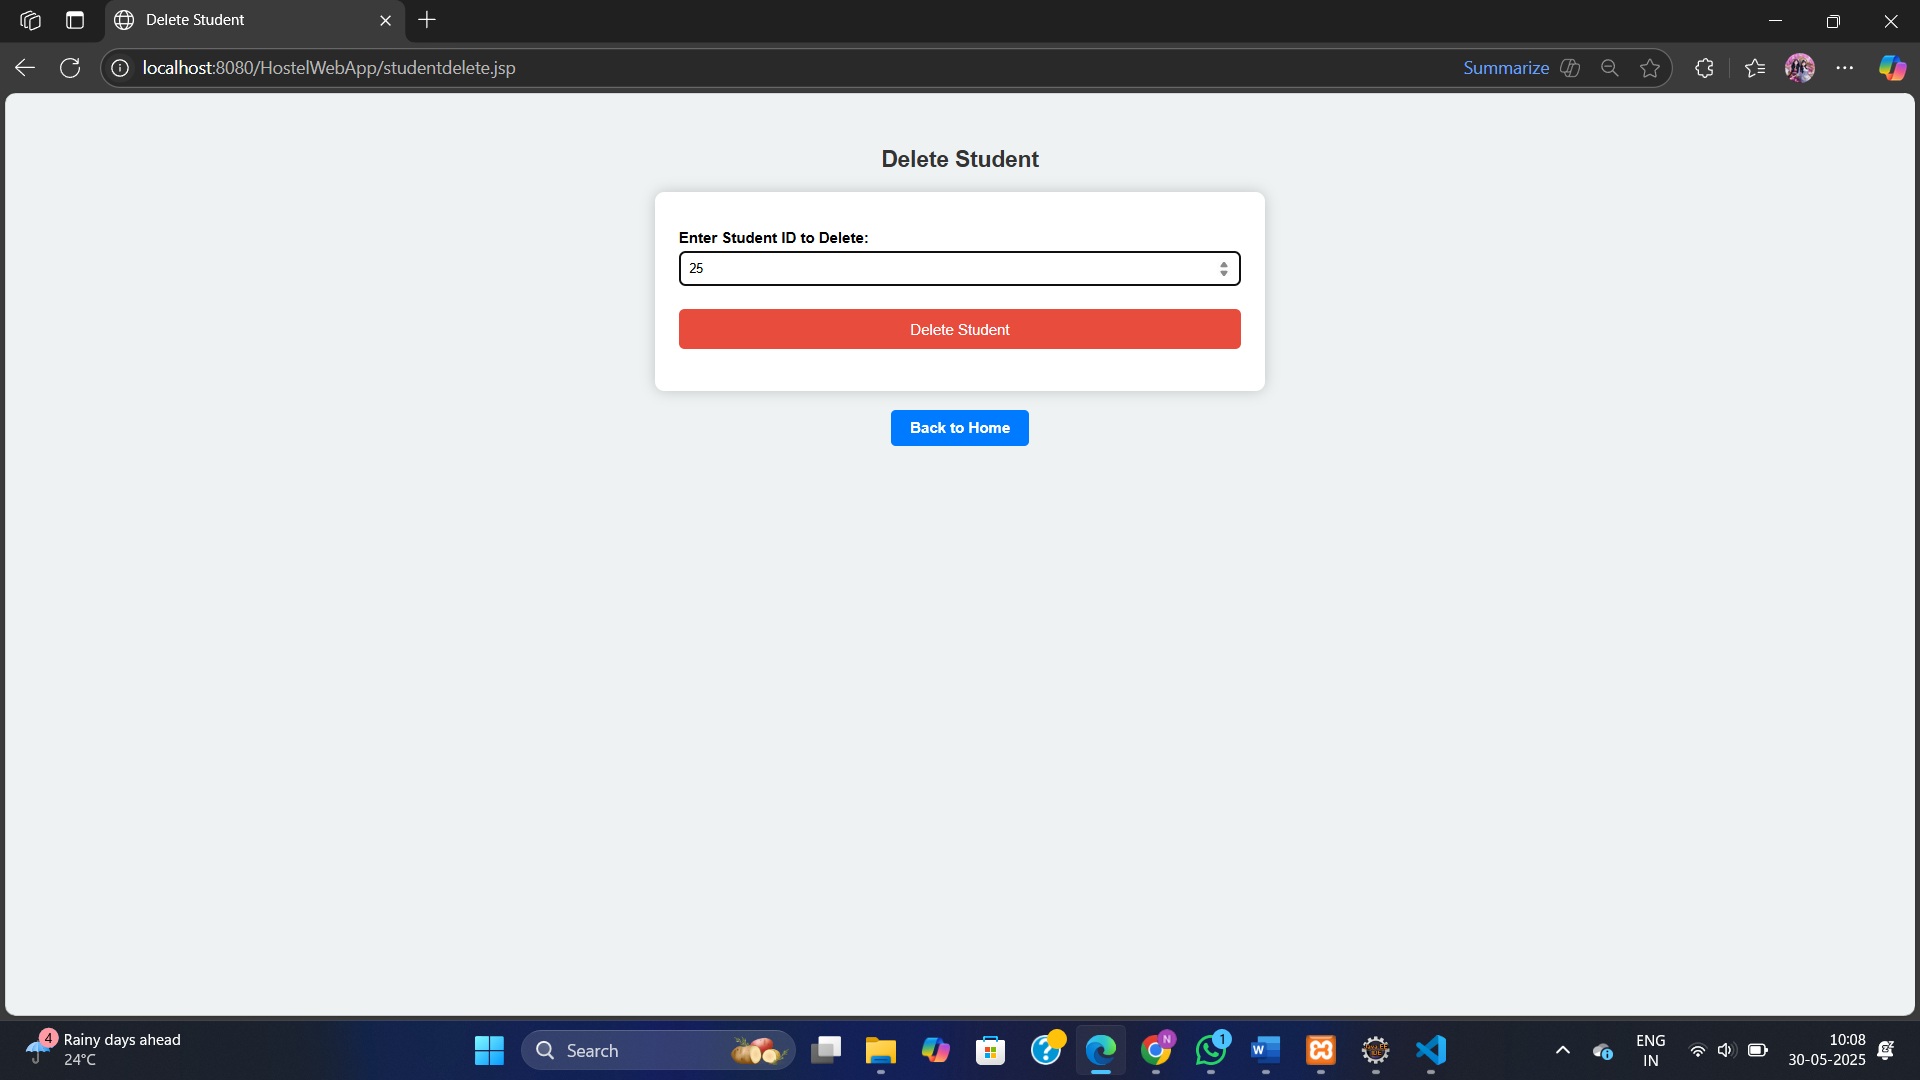 Delete Student
localhost:8080/HostelWebApp/studentdelete.jsp
Summarize
Delete Student
Enter Student ID to Delete:
25
Delete Student
Back to Home
4
Rainy days ahead
24°C
Search
N
1
W
ENG
IN
10:08
30-05-2025